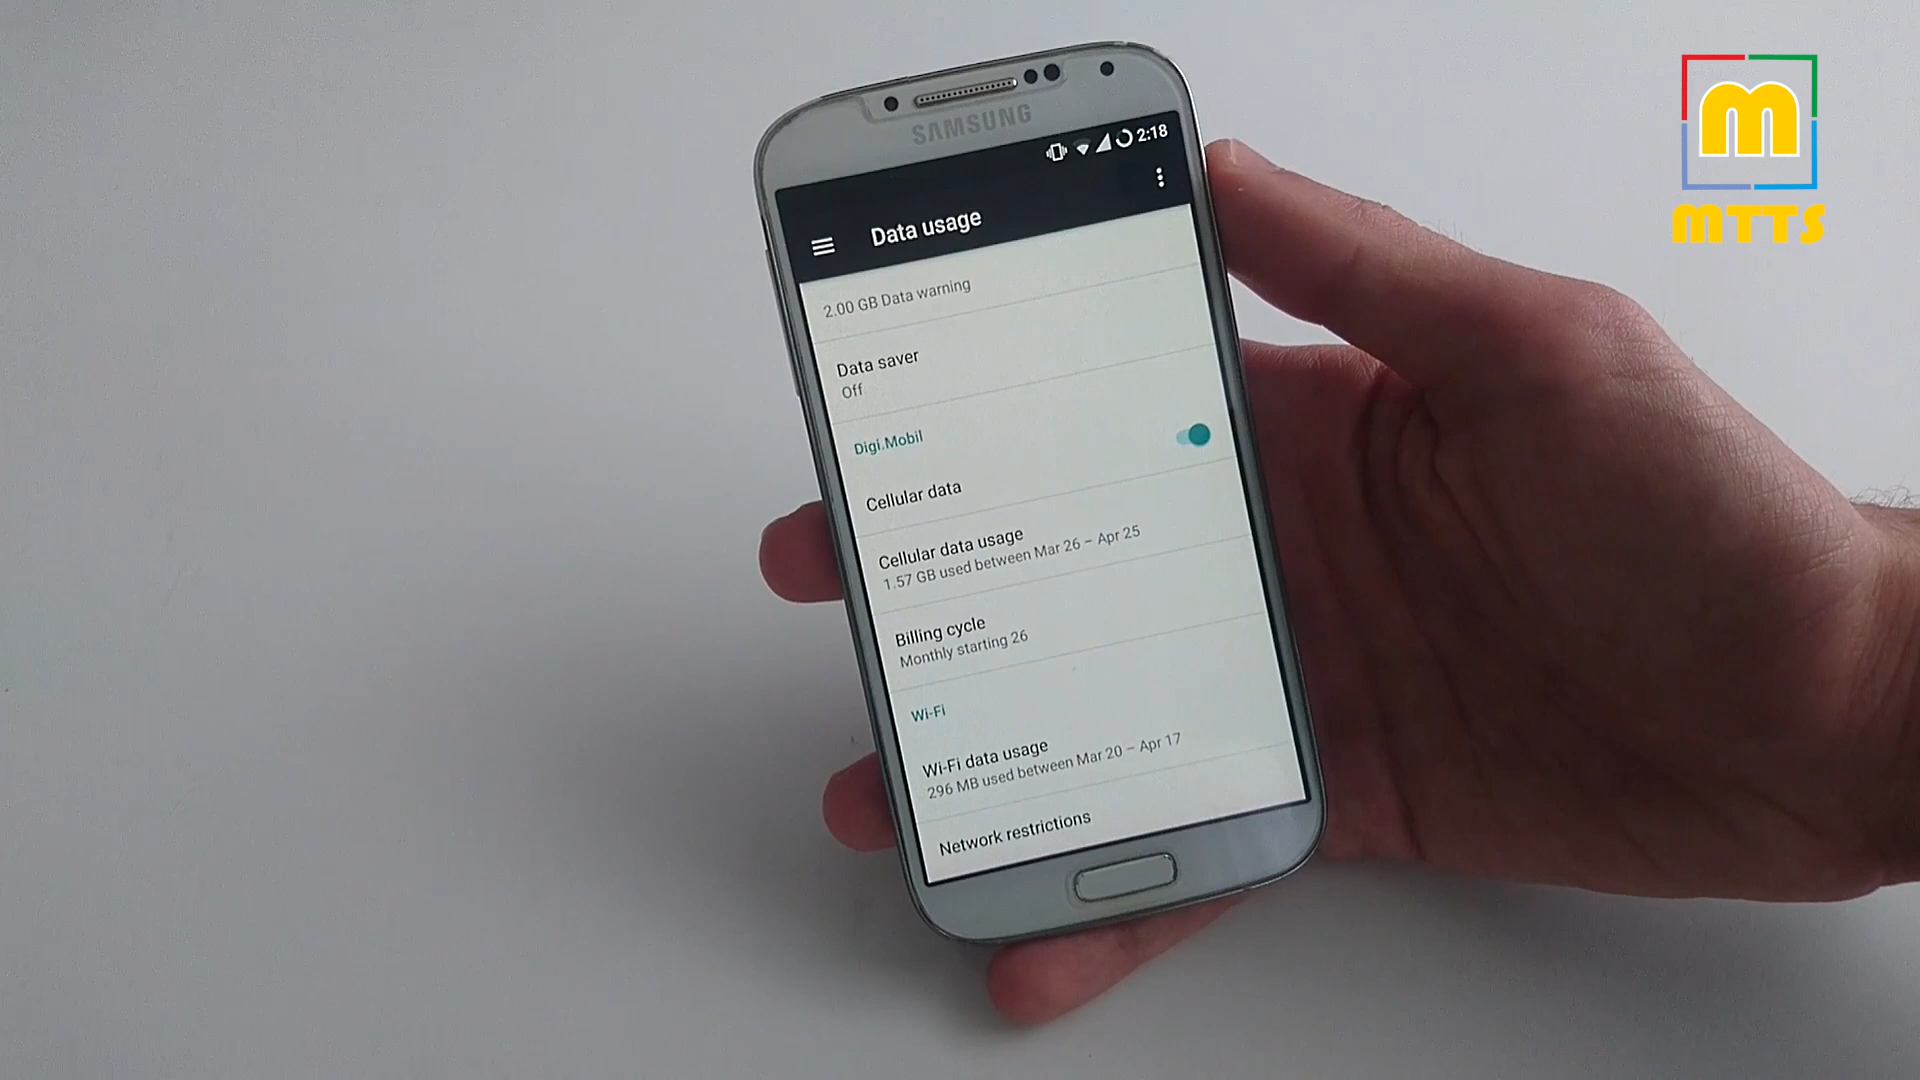 SAMSUNG
2:18
Data usage
2.00 GB Data warning
Data saver
Off
Digi.Mobil
Cellular data
Cellular data usage
1.57 GB used between Mar 26 – Apr 25
Billing cycle
Monthly starting 26
Wi-Fi
Wi-Fi data usage
296 MB used between Mar 20 – Apr 17
Network restrictions
m
MTTS